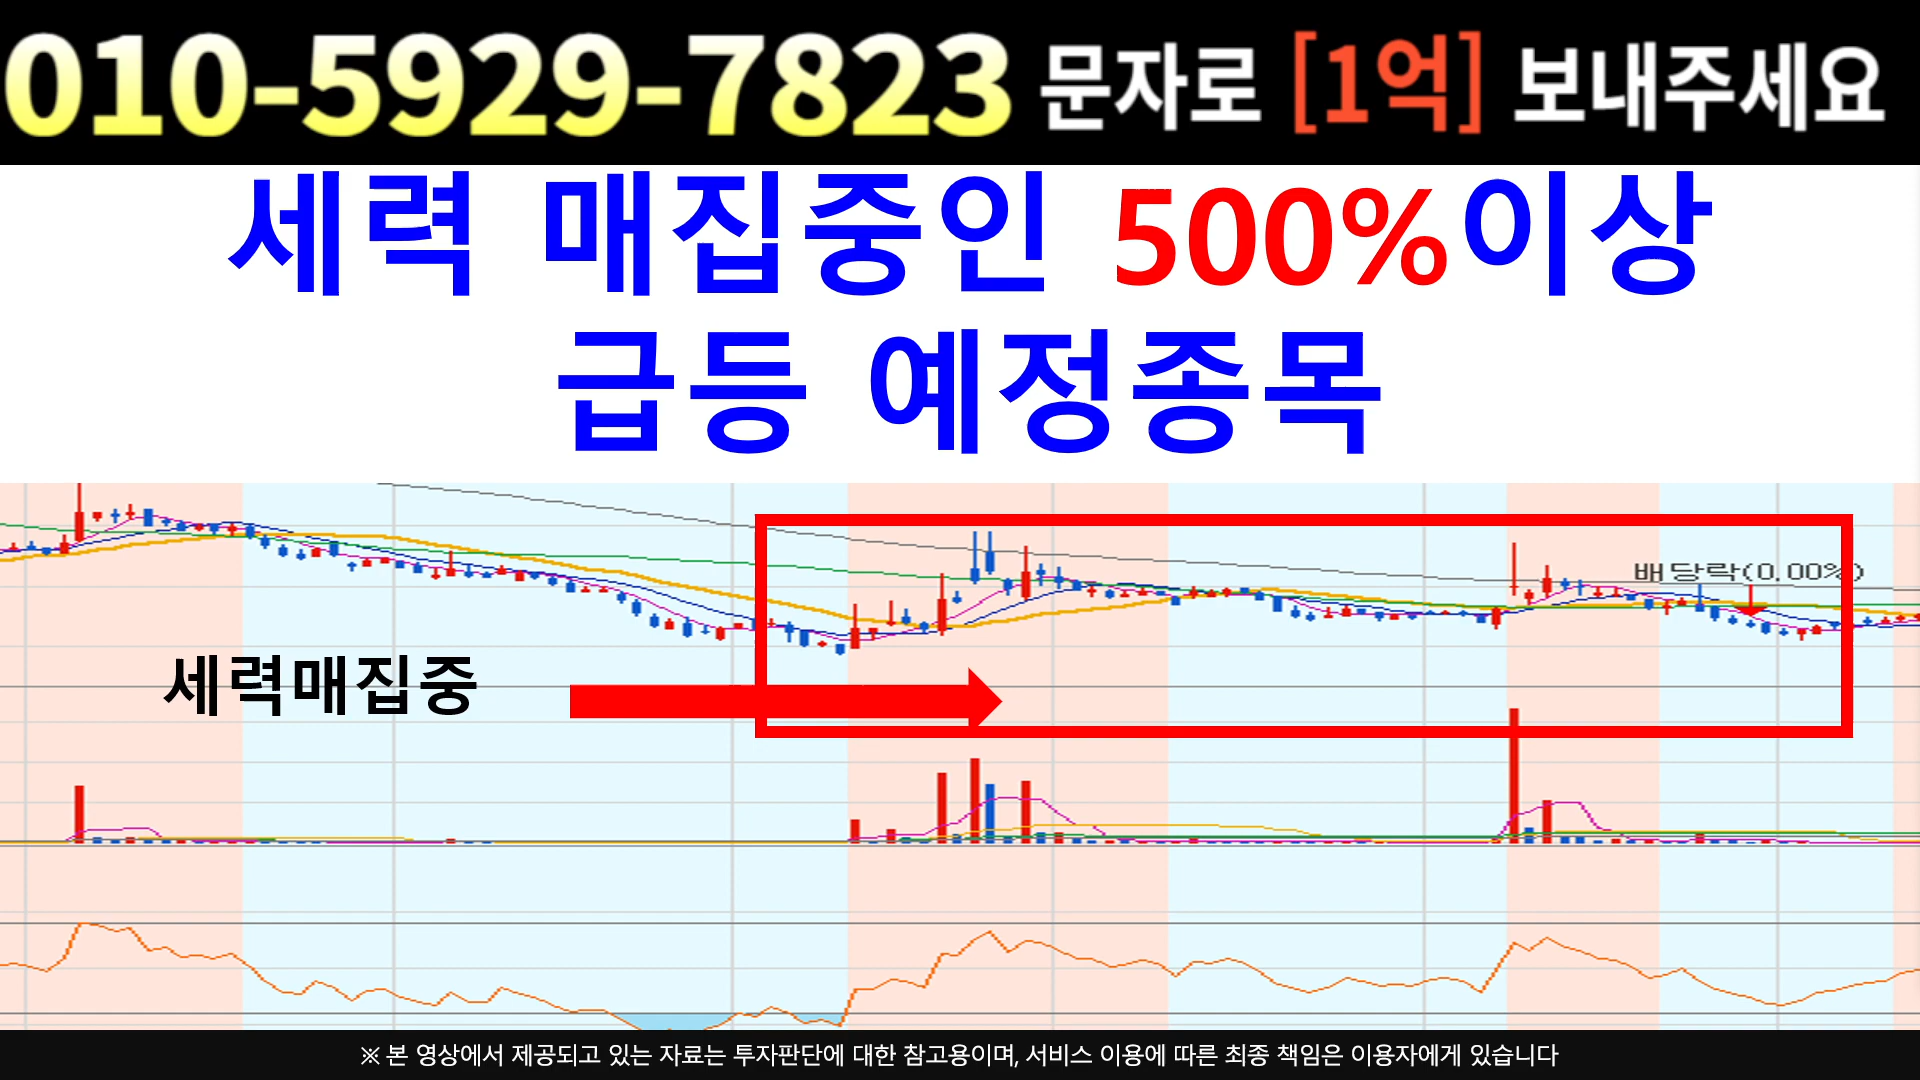 010-5929-7823 문자로 [1억] 보내주세요
세력 매집중인 500%이상
급등 예정종목
배당락(0.00%)
세력매집중
※ 본 영상에서 제공되고 있는 자료는 투자판단에 대한 참고용이며, 서비스 이용에 따른 최종 책임은 이용자에게 있습니다